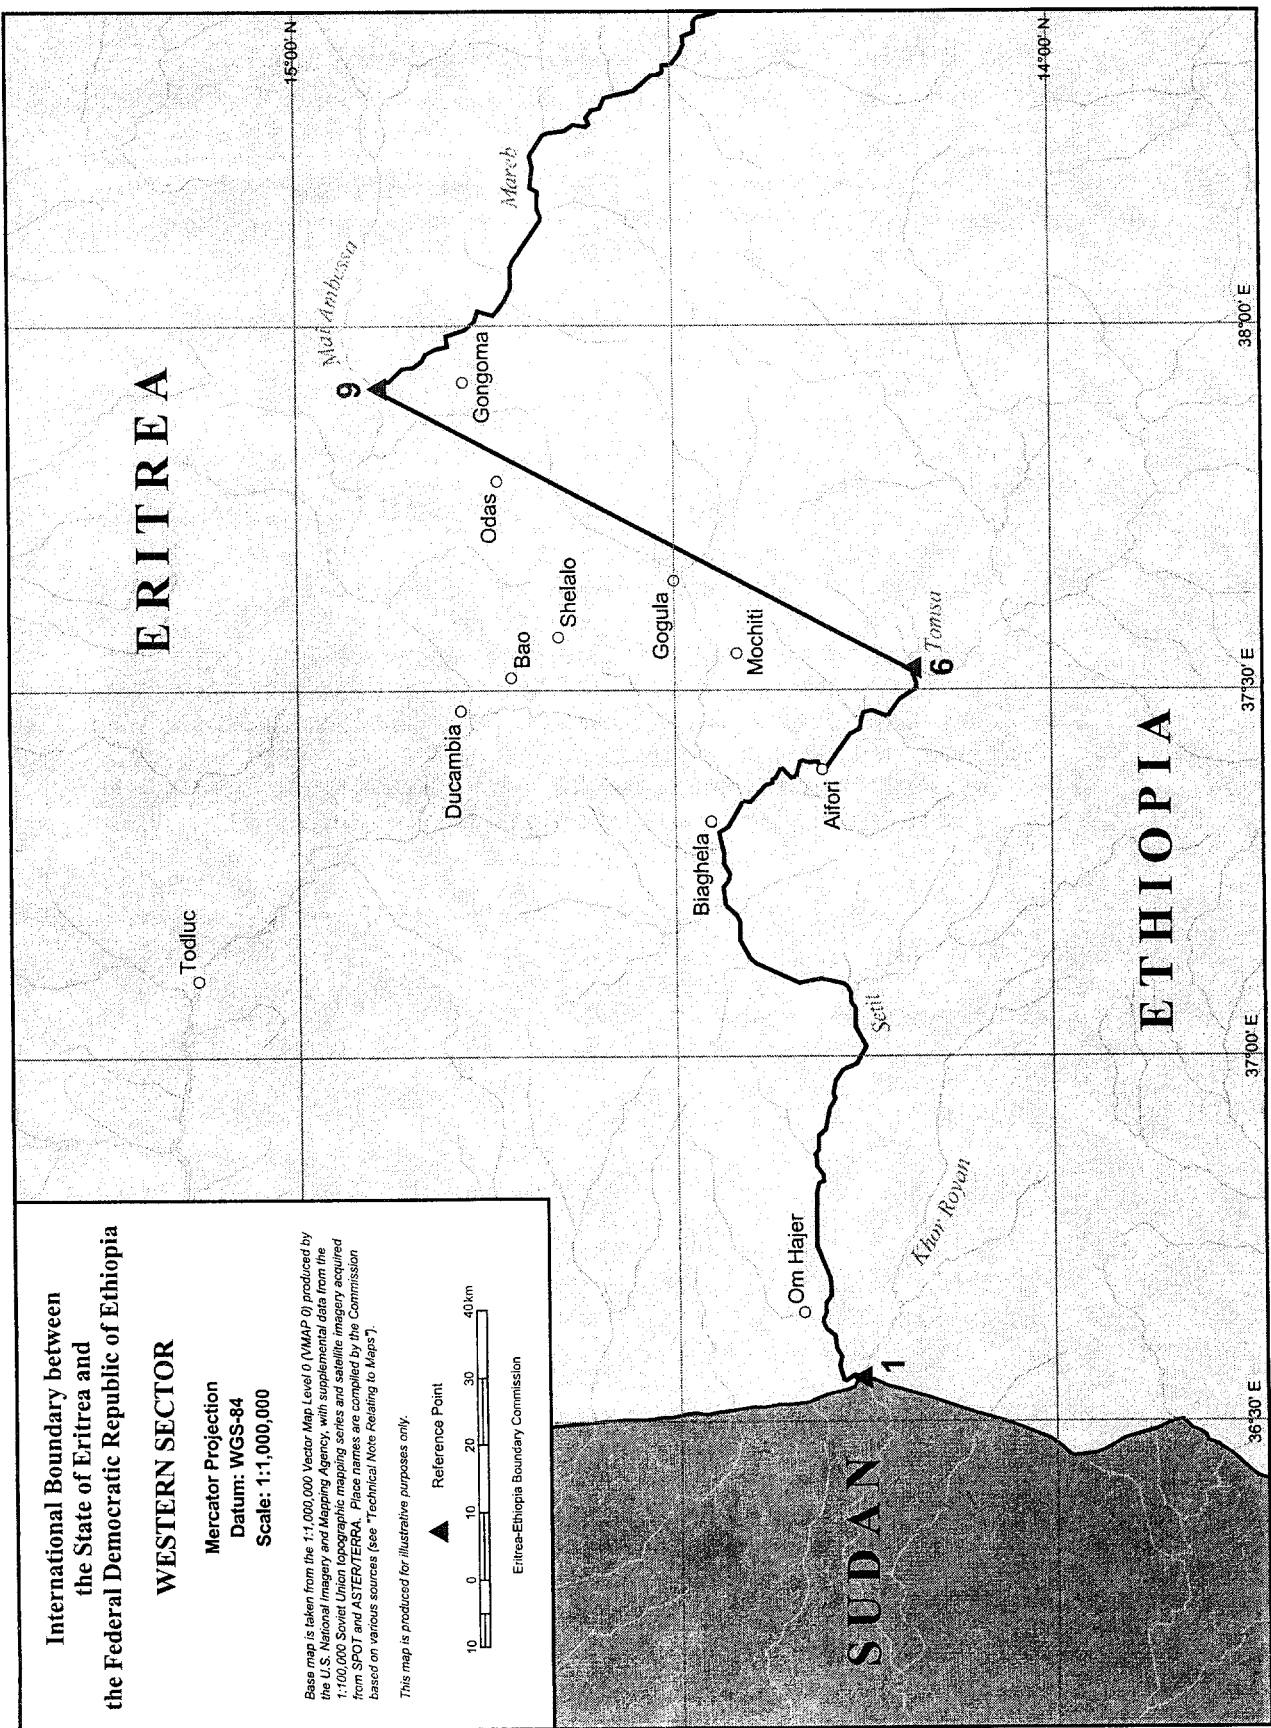 International Boundary between
the State of Eritrea and
the Federal Democratic Republic of Ethiopia
WESTERN SECTOR
Mercator Projection
Datum: WGS-84
Scale: 1:1,000,000
Base map is taken from the 1:1,000,000 Vector Map Level 0 (VMAP 0) produced by
the U.S. National Imagery and Mapping Agency, with supplemental data from the
1:100,000 Soviet Union topographic mapping series and satellite imagery acquired
from SPOT and ASTER/TERRA. Place names are compiled by the Commission
based on various sources (see "Technical Note Relating to Maps").
This map is produced for illustrative purposes only.
Reference Point
10 0 10 20 30 40 km
Eritrea-Ethiopia Boundary Commission
ERITREA
15°00' N
Todluc
Mai Ambessa
9
Ducambia
Gongoma
Mareb
Odas
Bao
Shelalo
Gogula
Biaghela
Mochiti
Om Hajer
Aifori
Setit
1
Tomsa
6
Khor Royan
SUDAN
14°00' N
ETHIOPIA
36°30' E
37°00' E
37°30' E
38°00' E